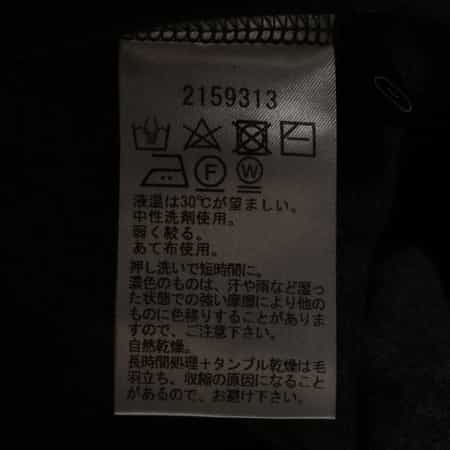 2159313
F W
液温は30℃が望ましい。
中性洗剤使用。
弱く絞る。
あて布使用。
押し洗いで短時間に。
濃色のものは、汗や雨など湿っ
た状態での強い摩擦により他の
ものに色移りすることがありま
すので、ご注意下さい。
自然乾燥。
長時間処理＋タンブル乾燥は毛
羽立ち、収縮の原因になること
があるので、お避け下さい。